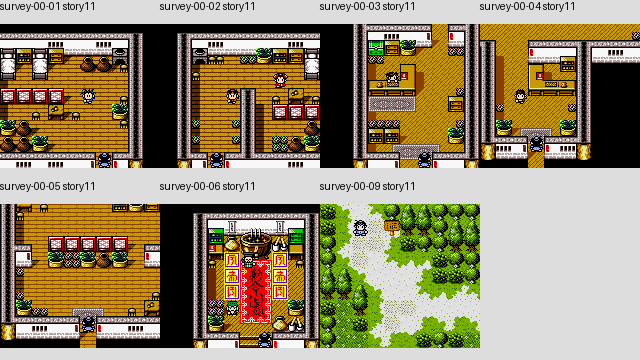 survey-00-01 story11
survey-00-02 story11
survey-00-03 story11
survey-00-04 story11
survey-00-05 story11
survey-00-06 story11
survey-00-09 story11